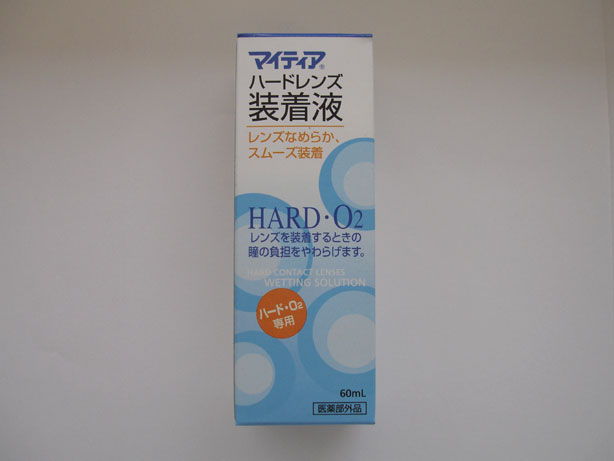 マイティア®
ハードレンズ
装着液
レンズなめらか、
スムーズ装着
HARD・O2
レンズを装着するときの
瞳の負担をやわらげます。
HARD CONTACT LENSES
WETTING SOLUTION
ハード・O2
専用
60mL
医薬部外品